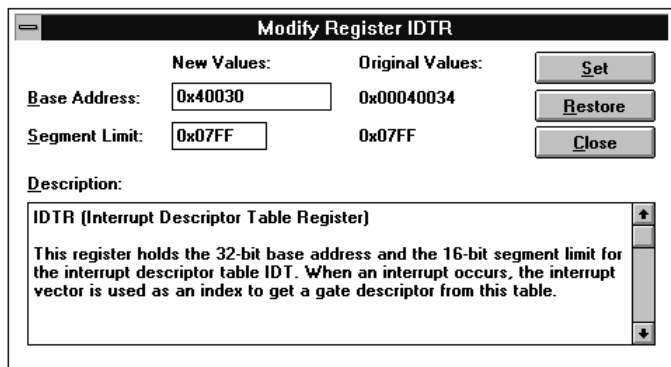 Modify Register IDTR
New Values: Original Values:
Base Address: 0x40030 0x00040034
Segment Limit: 0x07FF 0x07FF
Set
Restore
Close
Description:
IDTR (Interrupt Descriptor Table Register)
This register holds the 32-bit base address and the 16-bit segment limit for
the interrupt descriptor table IDT. When an interrupt occurs, the interrupt
vector is used as an index to get a gate descriptor from this table.